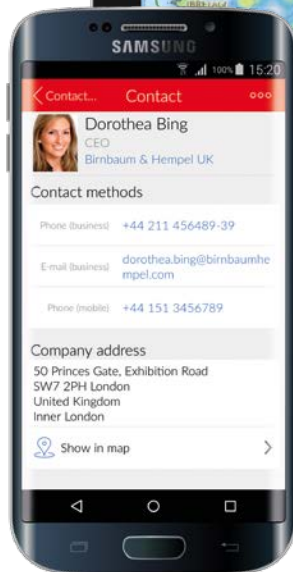 SAMSUNG
100% 15:20
Contact...
Contact
Dorothea Bing
CEO
Birnbaum & Hempel UK
Contact methods
Phone (business) +44 211 456489-39
E-mail (business) dorothea.bing@birnbaumhe
mpel.com
Phone (mobile) +44 151 3456789
Company address
50 Princes Gate, Exhibition Road
SW7 2PH London
United Kingdom
Inner London
Show in map